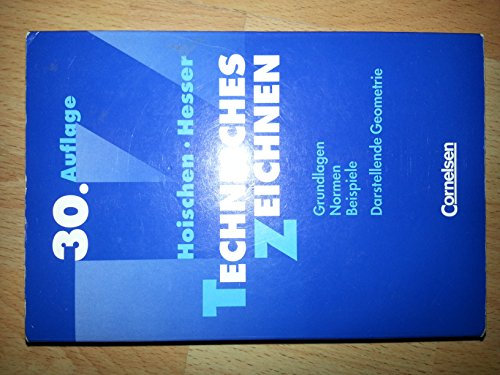 30. Auflage
Hoischen · Hesser
TECHNISCHES
ZEICHNEN
Grundlagen
Normen
Beispiele
Darstellende Geometrie
Cornelsen